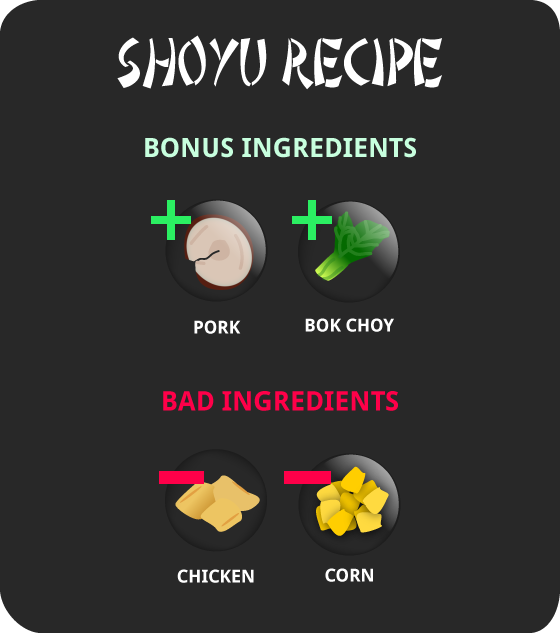 SHOYU RECIPE
BONUS INGREDIENTS
PORK
BOK CHOY
BAD INGREDIENTS
CHICKEN
CORN